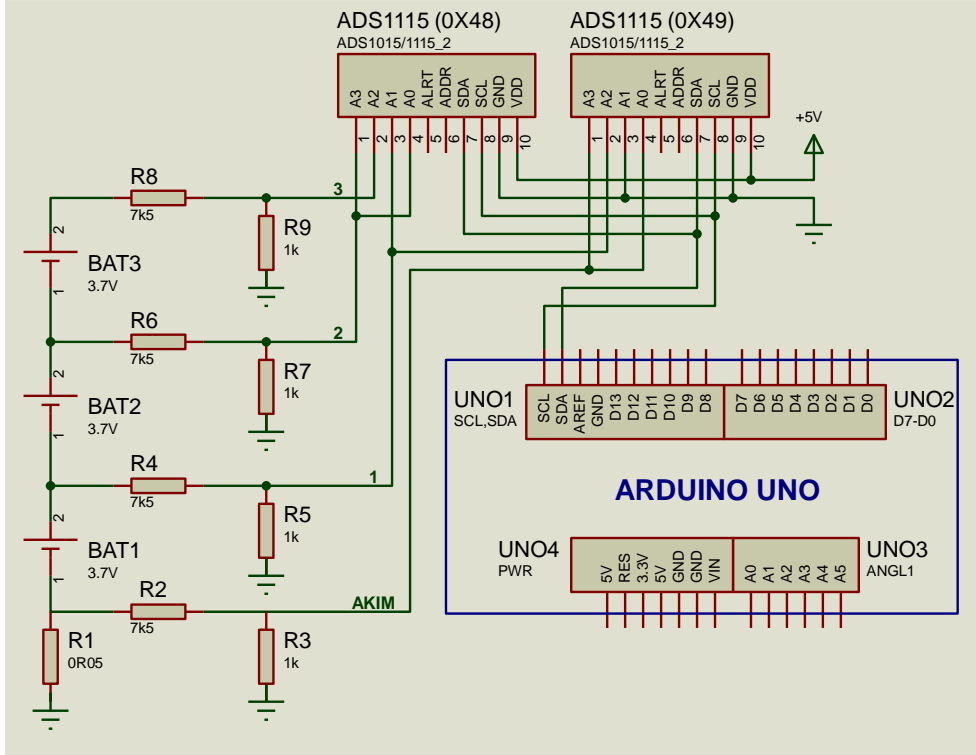 ADS1115 (0X48)
ADS1015/1115_2
ADS1115 (0X49)
ADS1015/1115_2
A3
A2
A1
A0
ALRT
ADDR
SDA
SCL
GND
VDD
1
2
3
4
5
6
7
8
9
10
A3
A2
A1
A0
ALRT
ADDR
SDA
SCL
GND
VDD
1
2
3
4
5
6
7
8
9
10
+5V
R8
7k5
3
R9
1k
2
BAT3
3.7V
1
R6
7k5
2
R7
1k
2
BAT2
3.7V
1
R4
7k5
1
R5
1k
2
BAT1
3.7V
1
R2
7k5
AKIM
R3
1k
R1
0R05
UNO1
SCL,SDA
SCL
SDA
AREF
GND
D13
D12
D11
D10
D9
D8
D7
D6
D5
D4
D3
D2
D1
D0
UNO2
D7-D0
ARDUINO UNO
UNO4
PWR
5V
RES
3.3V
5V
GND
GND
VIN
A0
A1
A2
A3
A4
A5
UNO3
ANGL1